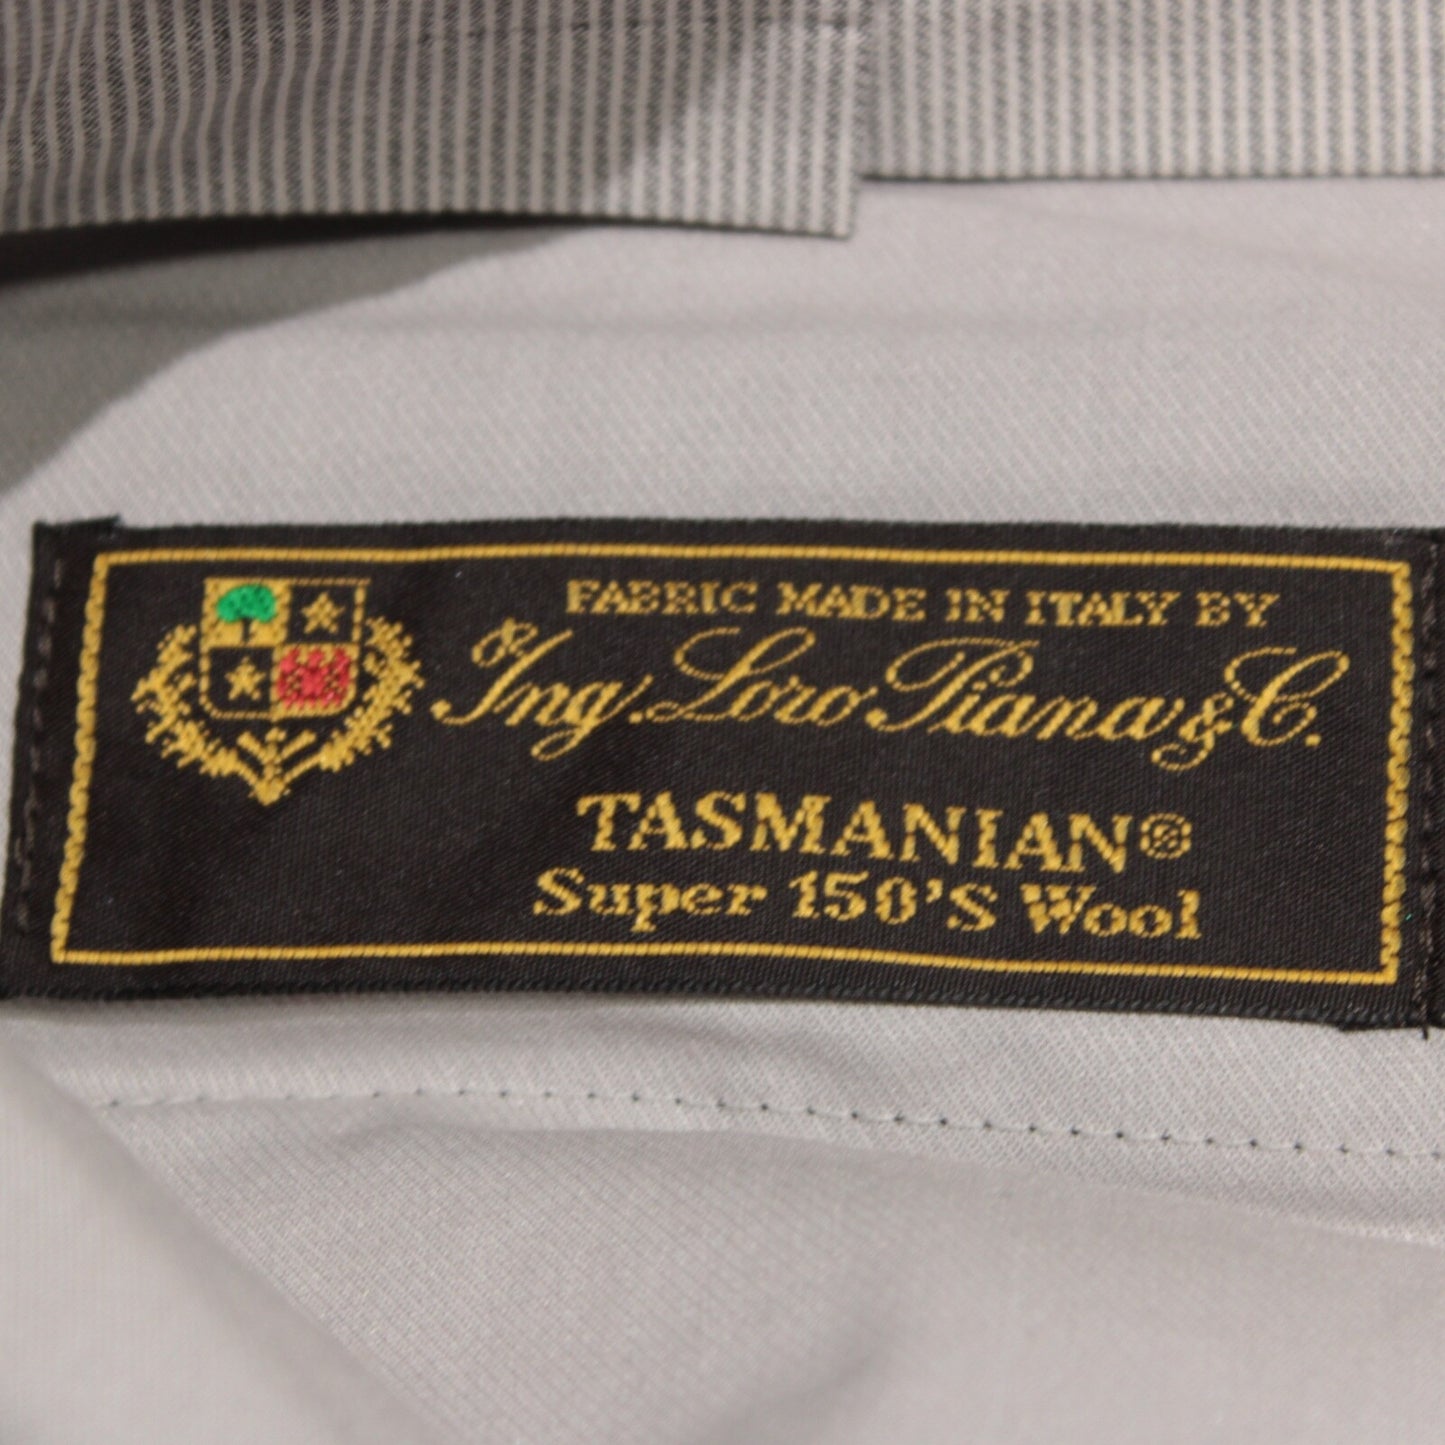 FABRIC MADE IN ITALY BY
Ing. Loro Piana & C.
TASMANIAN®
Super 150'S Wool